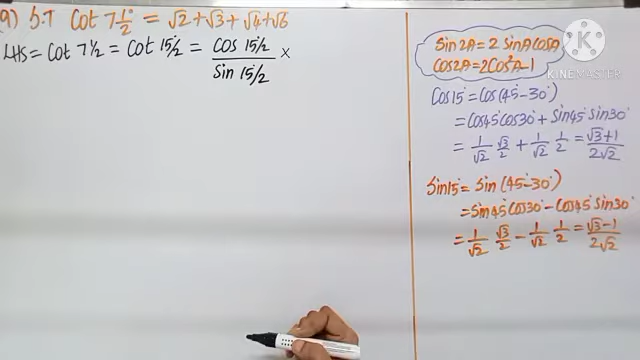 9) S.T Cot 7½° = √2 + √3 + √4 + √6
LHS = Cot 7½ = Cot 15°/2 = Cos 15°/2 / Sin 15°/2 ×
Sin2A = 2 SinA CosA
Cos2A = 2Cos²A - 1
KINEMASTER
Cos15° = Cos(45° - 30°)
= Cos45° Cos30° + Sin45° Sin30°
= 1/√2 √3/2 + 1/√2 1/2 = √3+1 / 2√2
Sin15° = Sin (45° - 30°)
= Sin45° Cos30° - Cos45° Sin30°
= 1/√2 √3/2 - 1/√2 1/2 = √3-1 / 2√2